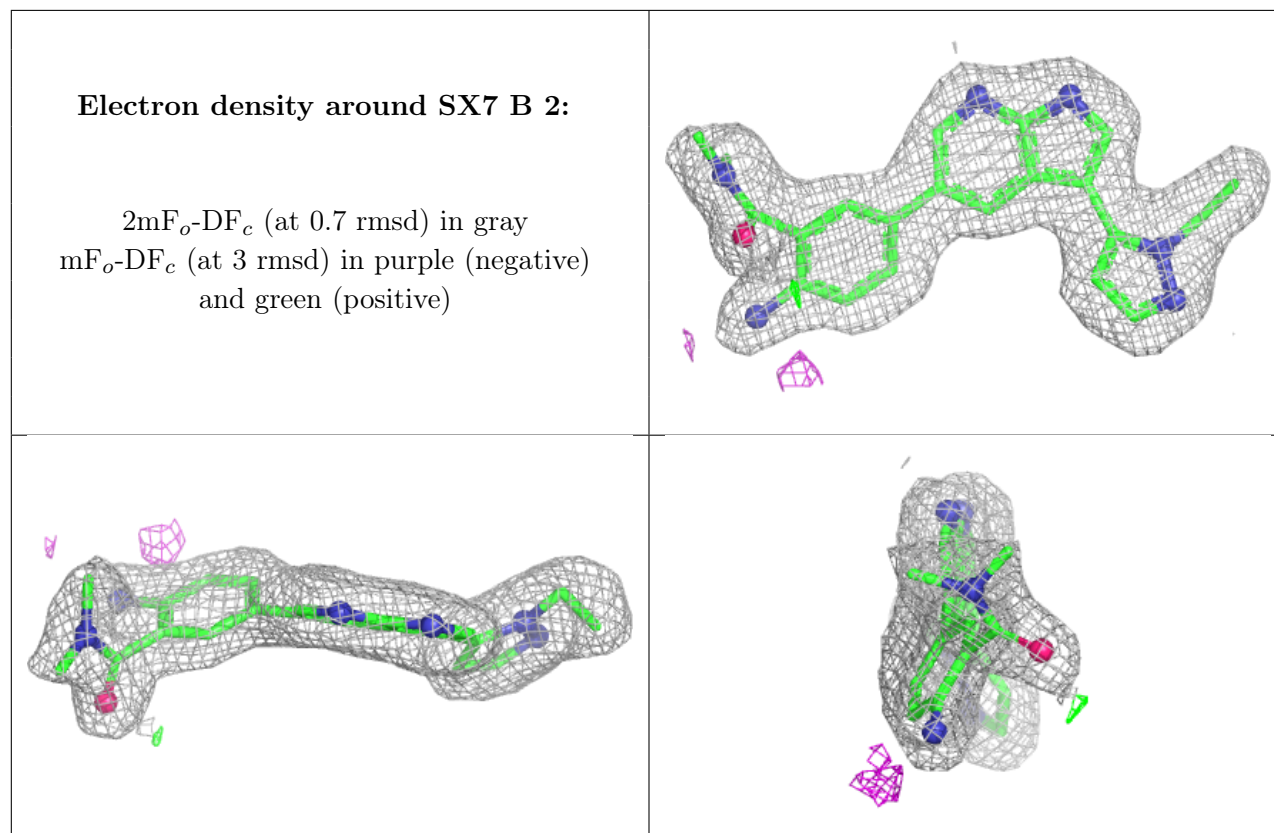 Electron density around SX7 B 2:
2mFₒ-DF𝒸 (at 0.7 rmsd) in gray
mFₒ-DF𝒸 (at 3 rmsd) in purple (negative)
and green (positive)